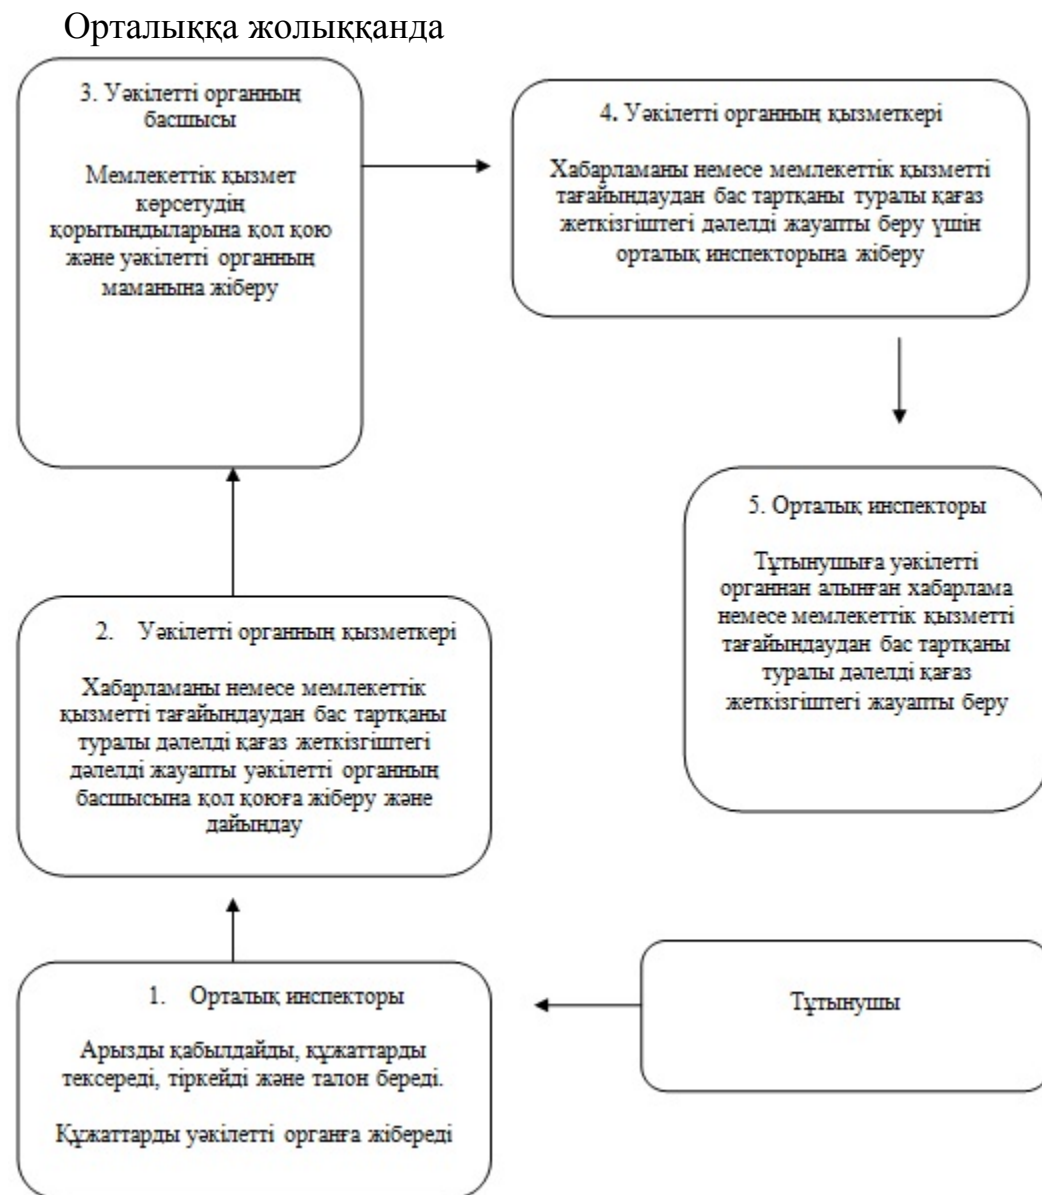 Орталыққа жолыққанда
3. Уәкілетті органның
басшысы
Мемлекеттік қызмет
көрсетудің
қорытындыларына қол қою
және уәкілетті органның
маманына жіберу
4. Уәкілетті органның қызметкері
Хабарламаны немесе мемлекеттік қызметті
тағайындаудан бас тартқаны туралы қағаз
жеткізгіштегі дәлелді жауапты беру үшін
орталық инспекторына жіберу
5. Орталық инспекторы
Тұтынушыға уәкілетті
органнан алынған хабарлама
немесе мемлекеттік қызметті
тағайындаудан бас тартқаны
туралы дәлелді қағаз
жеткізгіштегі жауапты беру
2. Уәкілетті органның қызметкері
Хабарламаны немесе мемлекеттік
қызметті тағайындаудан бас тартқаны
туралы дәлелді қағаз жеткізгіштегі
дәлелді жауапты уәкілетті органның
басшысына қол қоюға жіберу және
дайындау
1. Орталық инспекторы
Арызды қабылдайды, құжаттарды
тексереді, тіркейді және талон береді.
Құжаттарды уәкілетті органға жібереді
Тұтынушы